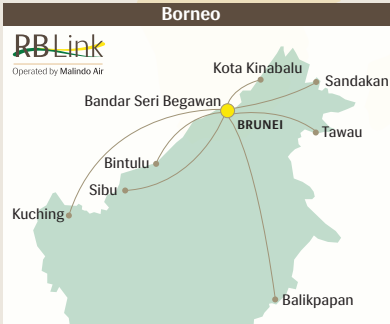 Borneo
RB Link
Operated by Malindo Air
Kota Kinabalu
Sandakan
Bandar Seri Begawan
BRUNEI
Tawau
Bintulu
Sibu
Kuching
Balikpapan